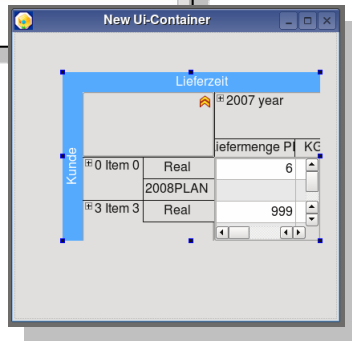 New Ui-Container
Lieferzeit
2007 year
iefermenge Pl KG
Kunde
0 Item 0 Real 6
2008PLAN
3 Item 3 Real 999